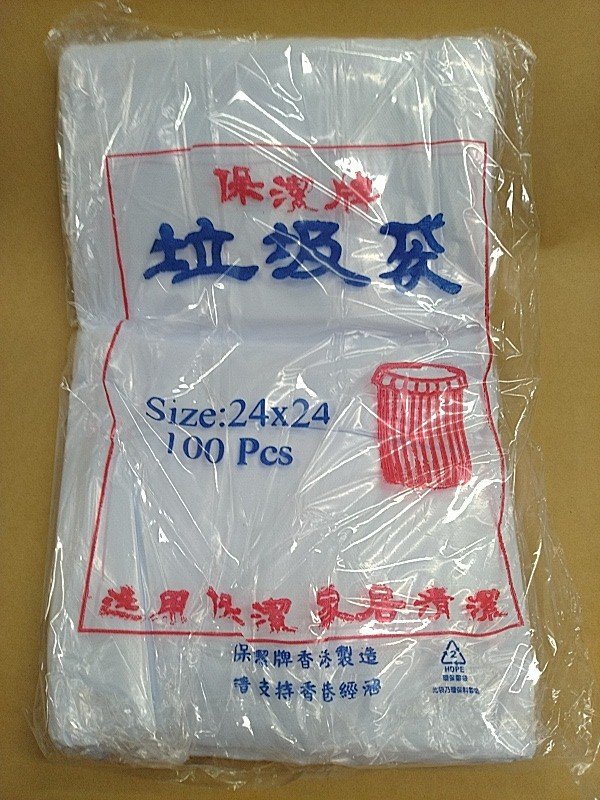 保潔牌
垃圾袋
Size:24x24
100 Pcs
選用保潔 家居清潔
保潔牌香港製造
請支持香港經濟
2
HDPE